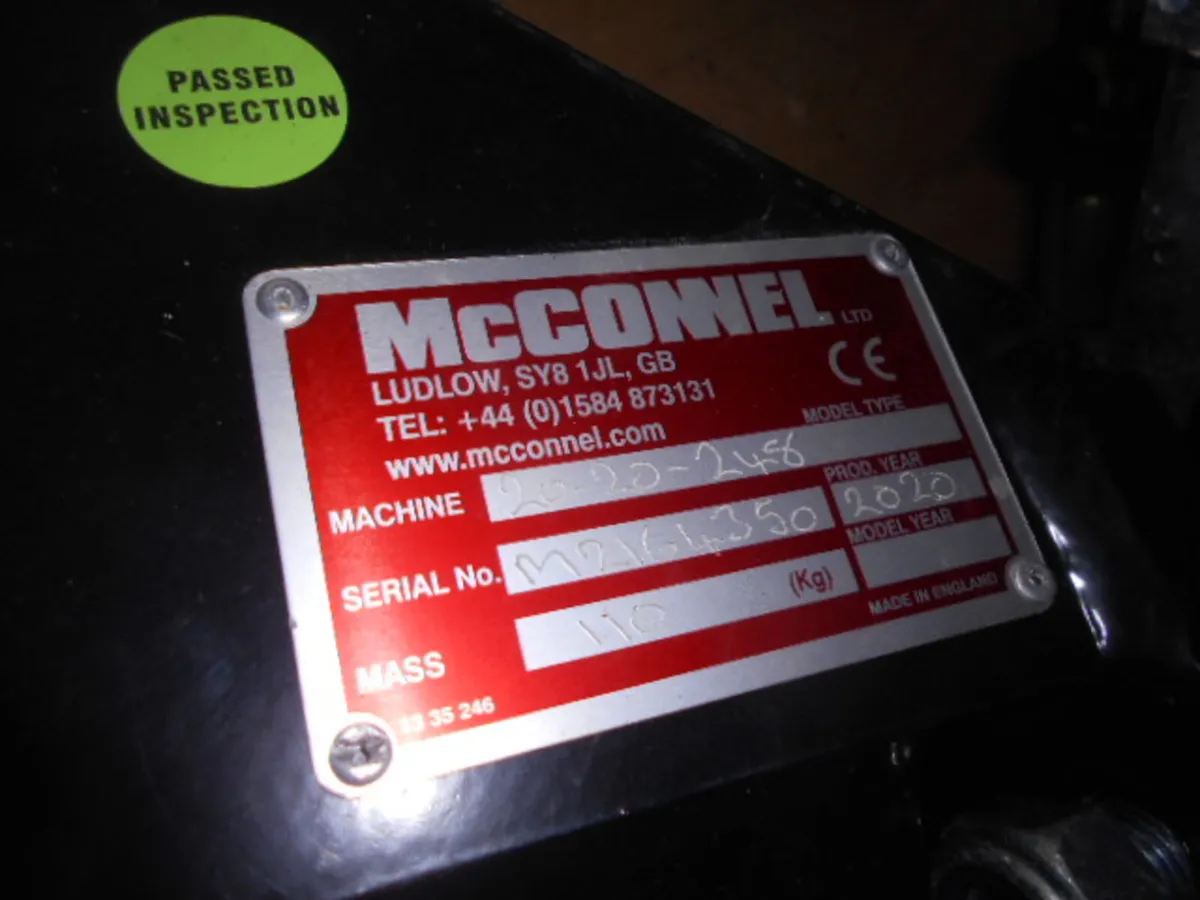 PASSED
INSPECTION
McCONNEL LTD
LUDLOW, SY8 1JL, GB
TEL: +44 (0)1584 873131
CE
www.mcconnel.com
MODEL TYPE
MACHINE 20-20-248
PROD. YEAR
SERIAL No. M2164350 2020
MODEL YEAR
MASS 110 (Kg)
MADE IN ENGLAND
35 246